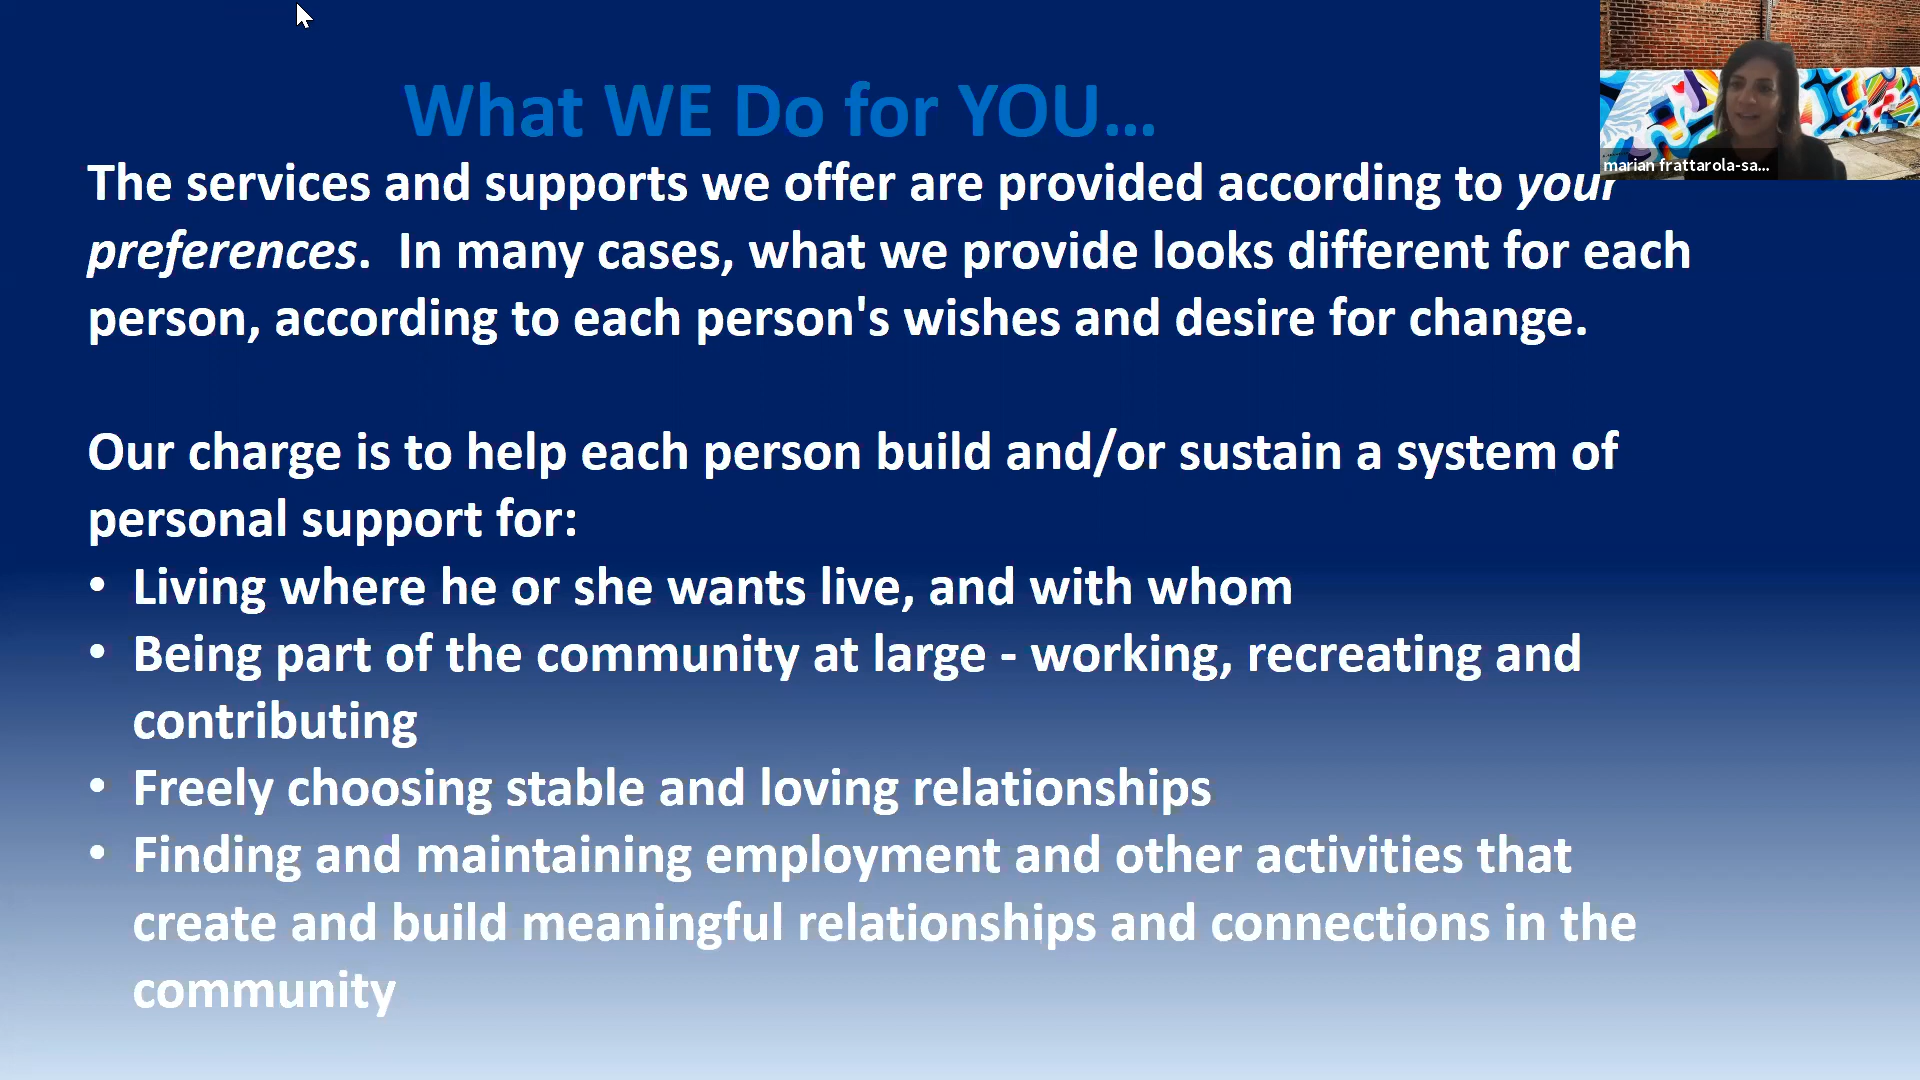 What WE Do for YOU...
marian frattarola-sa...
The services and supports we offer are provided according to your
preferences.  In many cases, what we provide looks different for each
person, according to each person's wishes and desire for change.
Our charge is to help each person build and/or sustain a system of
personal support for:
• Living where he or she wants live, and with whom
• Being part of the community at large - working, recreating and
contributing
• Freely choosing stable and loving relationships
• Finding and maintaining employment and other activities that
create and build meaningful relationships and connections in the
community